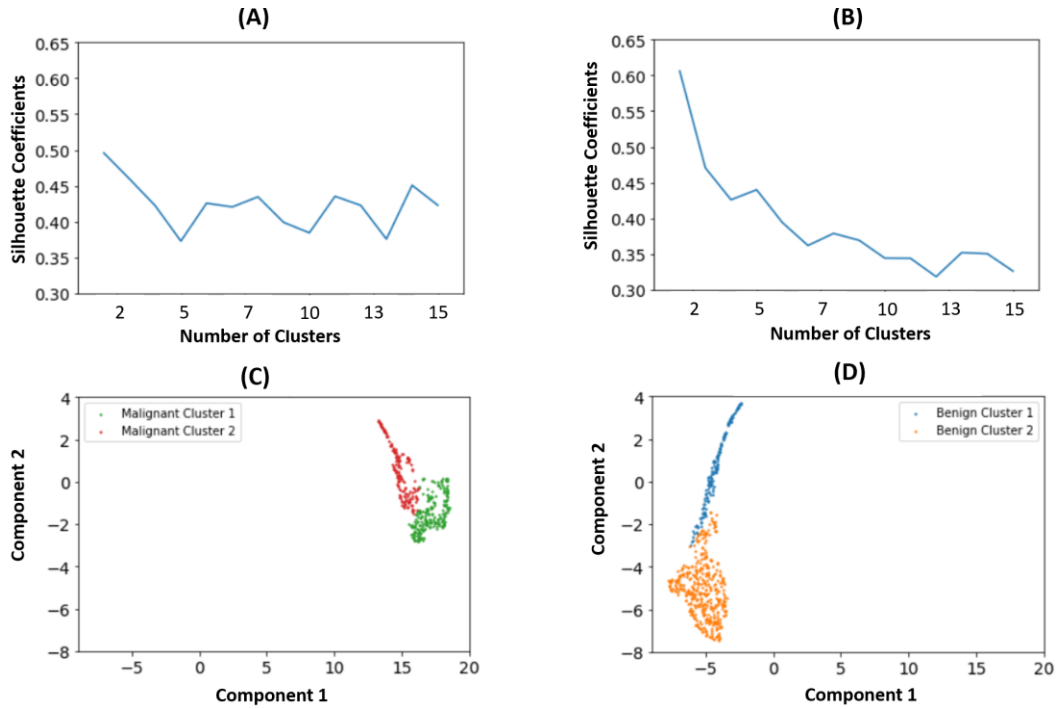 (A)
0.65
0.60
0.55
0.50
0.45
0.40
0.35
0.30
Silhouette Coefficients
2 5 7 10 13 15
Number of Clusters
(B)
0.65
0.60
0.55
0.50
0.45
0.40
0.35
0.30
Silhouette Coefficients
2 5 7 10 13 15
Number of Clusters
(C)
Malignant Cluster 1
Malignant Cluster 2
4
2
0
−2
−4
−6
−8
Component 2
−5 0 5 10 15 20
Component 1
(D)
Benign Cluster 1
Benign Cluster 2
4
2
0
−2
−4
−6
−8
Component 2
−5 0 5 10 15 20
Component 1